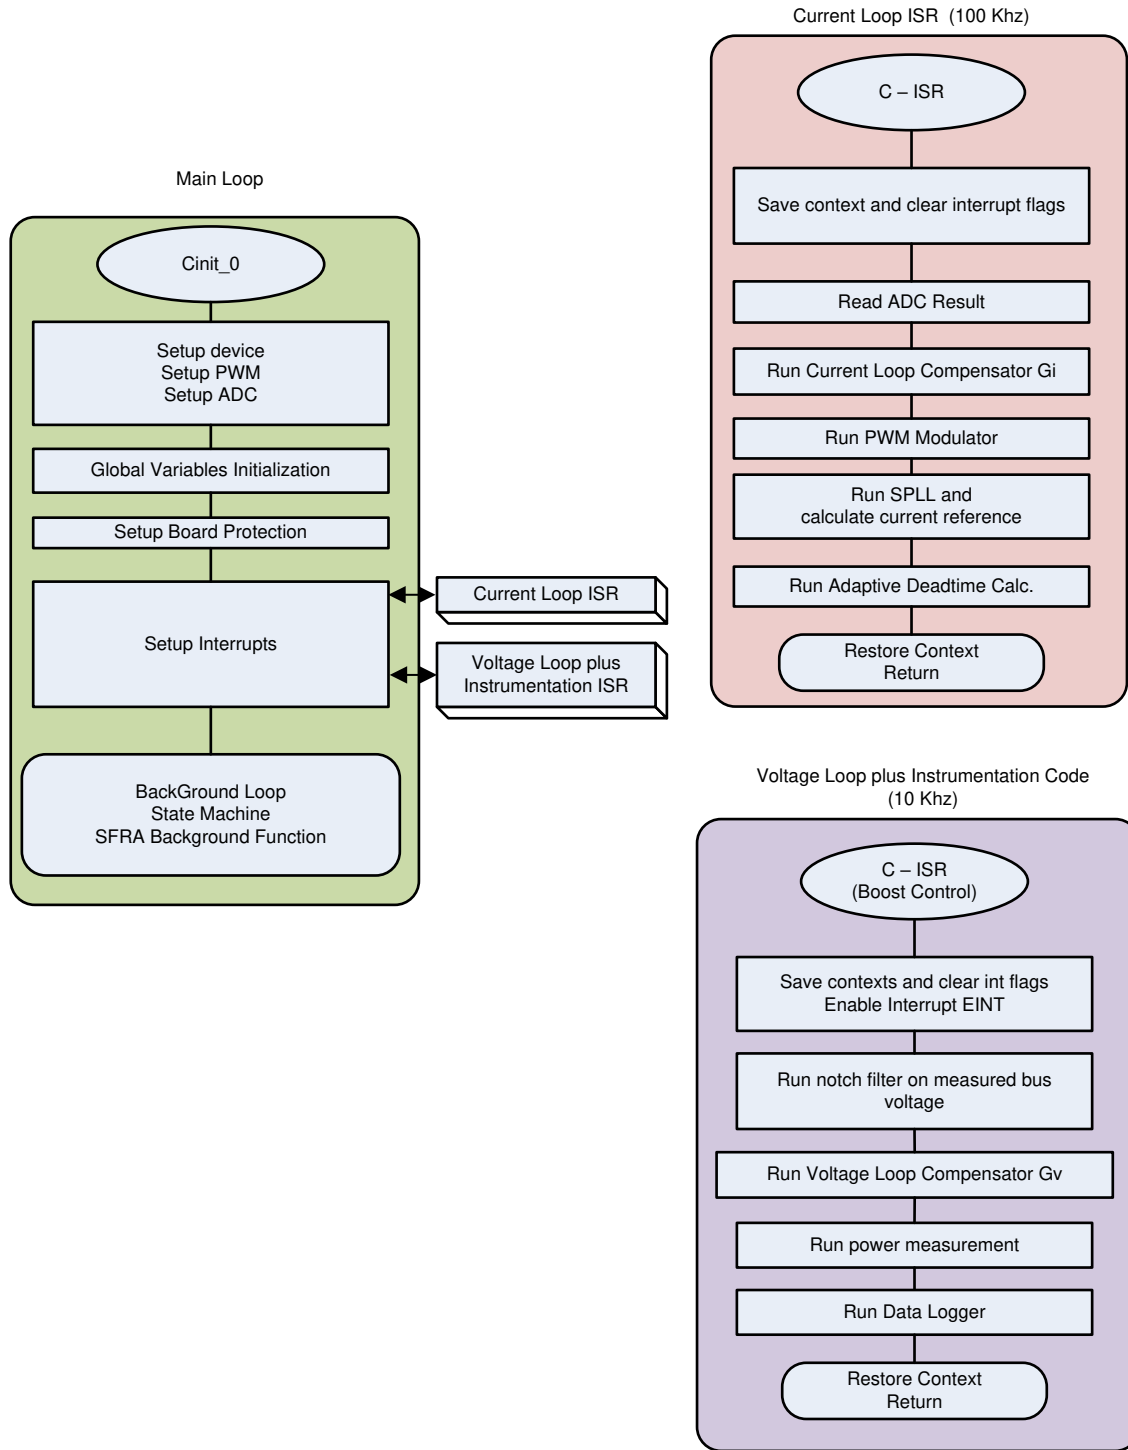 Main Loop
Cinit_0
Setup device
Setup PWM
Setup ADC
Global Variables Initialization
Setup Board Protection
Setup Interrupts
BackGround Loop
State Machine
SFRA Background Function
Current Loop ISR
Voltage Loop plus
Instrumentation ISR
Current Loop ISR (100 Khz)
C – ISR
Save context and clear interrupt flags
Read ADC Result
Run Current Loop Compensator Gi
Run PWM Modulator
Run SPLL and
calculate current reference
Run Adaptive Deadtime Calc.
Restore Context
Return
Voltage Loop plus Instrumentation Code
(10 Khz)
C – ISR
(Boost Control)
Save contexts and clear int flags
Enable Interrupt EINT
Run notch filter on measured bus
voltage
Run Voltage Loop Compensator Gv
Run power measurement
Run Data Logger
Restore Context
Return